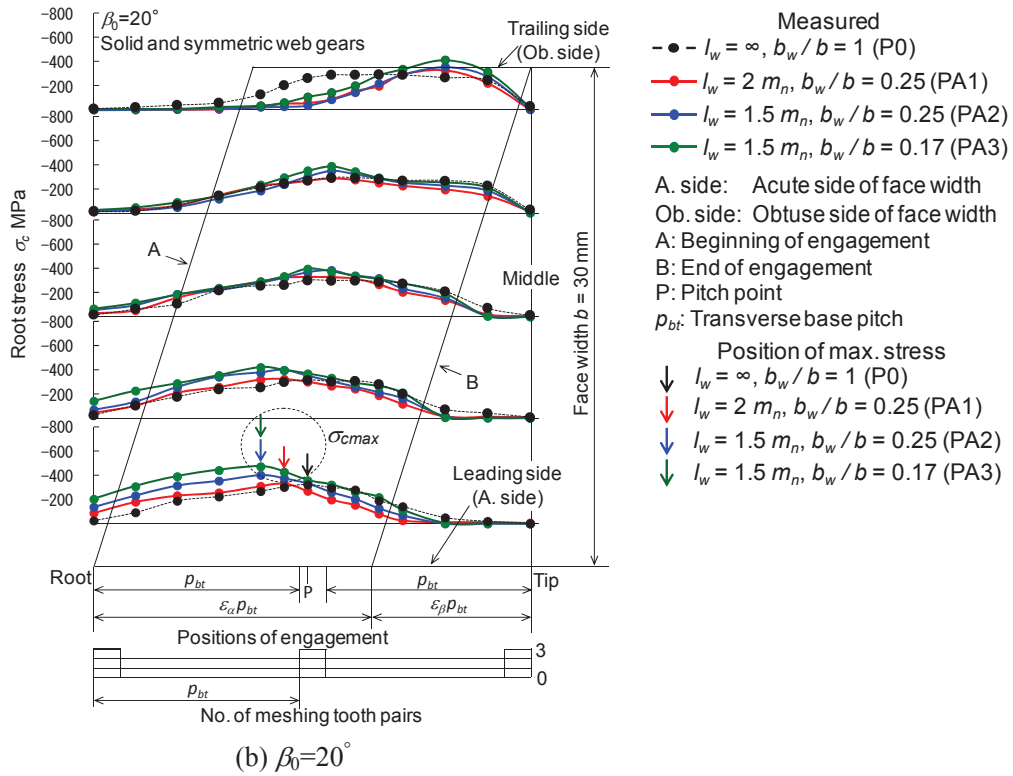 β0=20°
Solid and symmetric web gears
Trailing side
(Ob. side)
Root stress σc MPa
−800
−600
−400
−200
−800
−600
−400
−200
−800
−600
−400
−200
−800
−600
−400
−200
−800
−600
−400
−200
A
Middle
B
σcmax
Leading side
(A. side)
Face width b = 30 mm
Root
pbt
P
pbt
Tip
εα pbt
εβ pbt
Positions of engagement
3
0
pbt
No. of meshing tooth pairs
(b) β0=20°
Measured
lw = ∞, bw / b = 1 (P0)
lw = 2 mn, bw / b = 0.25 (PA1)
lw = 1.5 mn, bw / b = 0.25 (PA2)
lw = 1.5 mn, bw / b = 0.17 (PA3)
A. side: Acute side of face width
Ob. side: Obtuse side of face width
A: Beginning of engagement
B: End of engagement
P: Pitch point
pbt: Transverse base pitch
Position of max. stress
lw = ∞, bw / b = 1 (P0)
lw = 2 mn, bw / b = 0.25 (PA1)
lw = 1.5 mn, bw / b = 0.25 (PA2)
lw = 1.5 mn, bw / b = 0.17 (PA3)